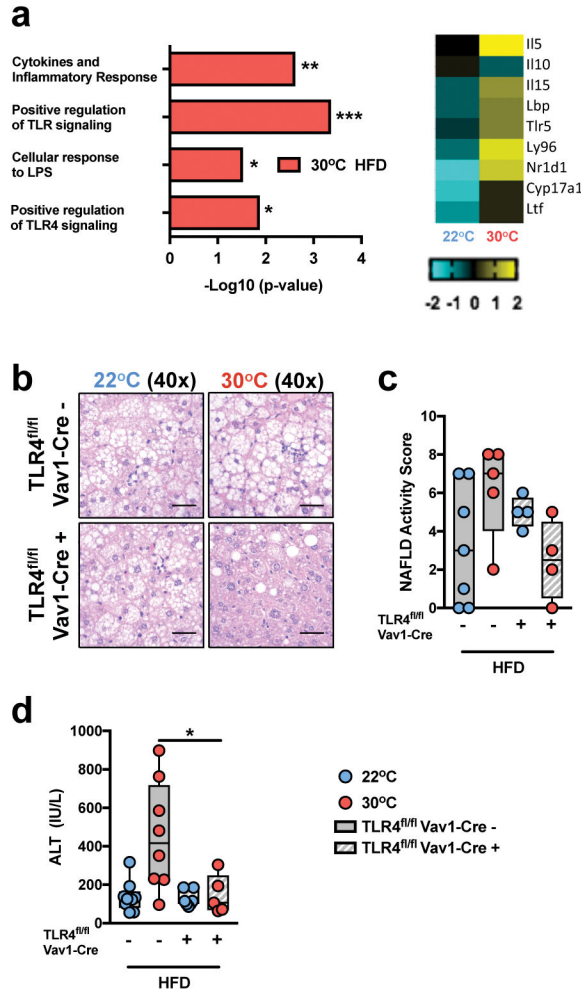 a
Cytokines and
Inflammatory Response
Positive regulation
of TLR signaling
Cellular response
to LPS
Positive regulation
of TLR4 signaling
**
***
*
*
30°C HFD
0 1 2 3 4
-Log10 (p-value)
Il5
Il10
Il15
Lbp
Tlr5
Ly96
Nr1d1
Cyp17a1
Ltf
22°C 30°C
-2 -1 0 1 2
b
22°C (40x) 30°C (40x)
TLR4fl/fl
Vav1-Cre -
TLR4fl/fl
Vav1-Cre +
c
NAFLD Activity Score
10
8
6
4
2
0
TLR4fl/fl
Vav1-Cre
- - + +
HFD
d
ALT (IU/L)
1000
800
600
400
200
0
*
TLR4fl/fl
Vav1-Cre
- - + +
HFD
22°C
30°C
TLR4fl/fl Vav1-Cre -
TLR4fl/fl Vav1-Cre +